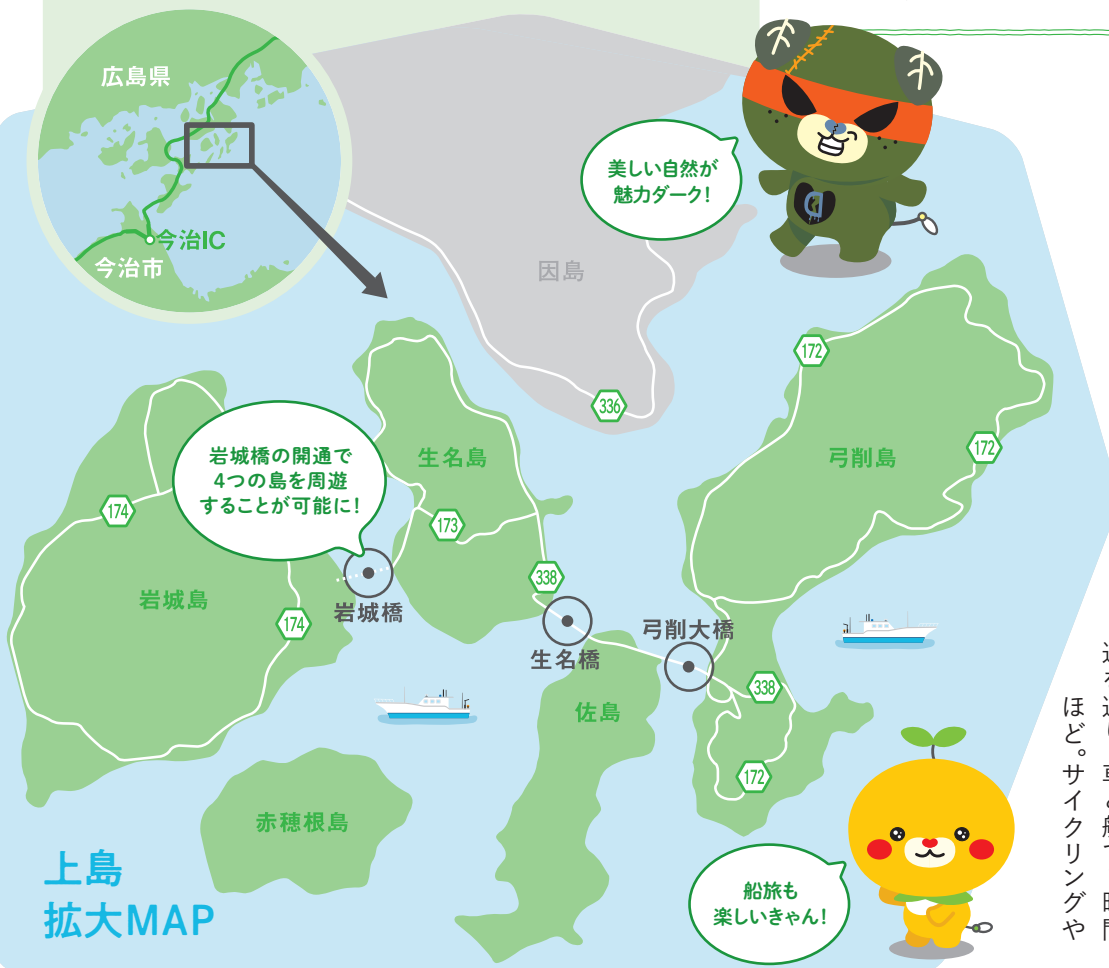 広島県
今治IC
今治市
美しい自然が
魅力ダーク!
因島
336
172
172
弓削島
岩城橋の開通で
4つの島を周遊
することが可能に!
生名島
173
174
岩城島
174
岩城橋
338
生名橋
弓削大橋
338
172
佐島
赤穂根島
船旅も
楽しいきゃん!
上島
拡大MAP
ほど。サイクリングや